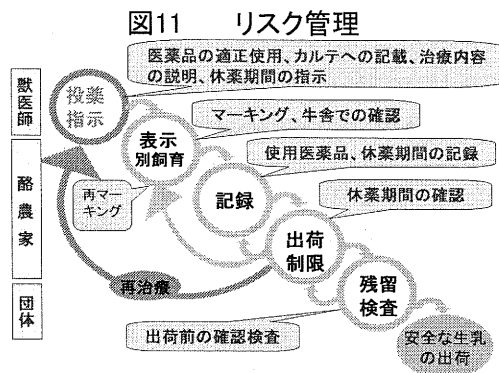 図11 リスク管理
医薬品の適正使用、カルテへの記載、治療内容
の説明、休薬期間の指示
獣医師
投薬
指示
マーキング、牛舎での確認
表示
別飼育
使用医薬品、休薬期間の記録
酪農家
再マー
キング
記録
休薬期間の確認
出荷
制限
再治療
残留
検査
団体
出荷前の確認検査
安全な生乳
の出荷